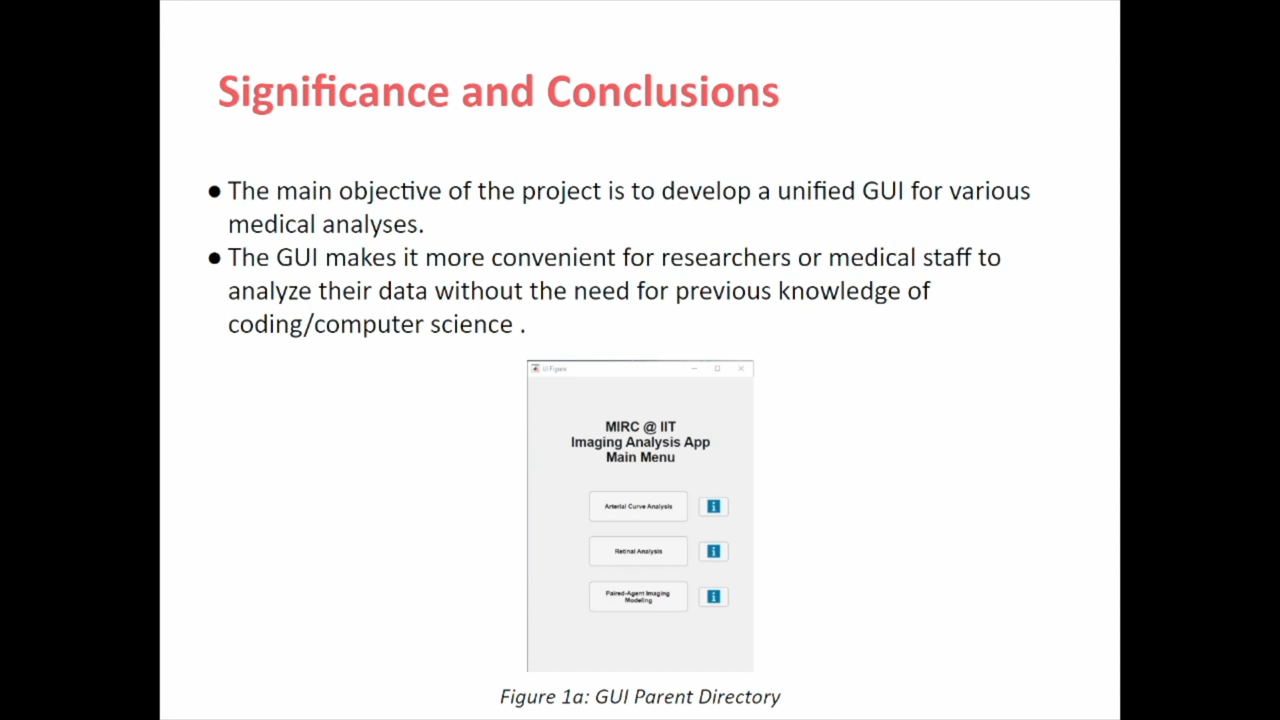 Significance and Conclusions
● The main objective of the project is to develop a unified GUI for various
medical analyses.
● The GUI makes it more convenient for researchers or medical staff to
analyze their data without the need for previous knowledge of
coding/computer science .
UI Figure
MIRC @ IIT
Imaging Analysis App
Main Menu
Arterial Curve Analysis
Retinal Analysis
Paired-Agent Imaging
Modeling
Figure 1a: GUI Parent Directory